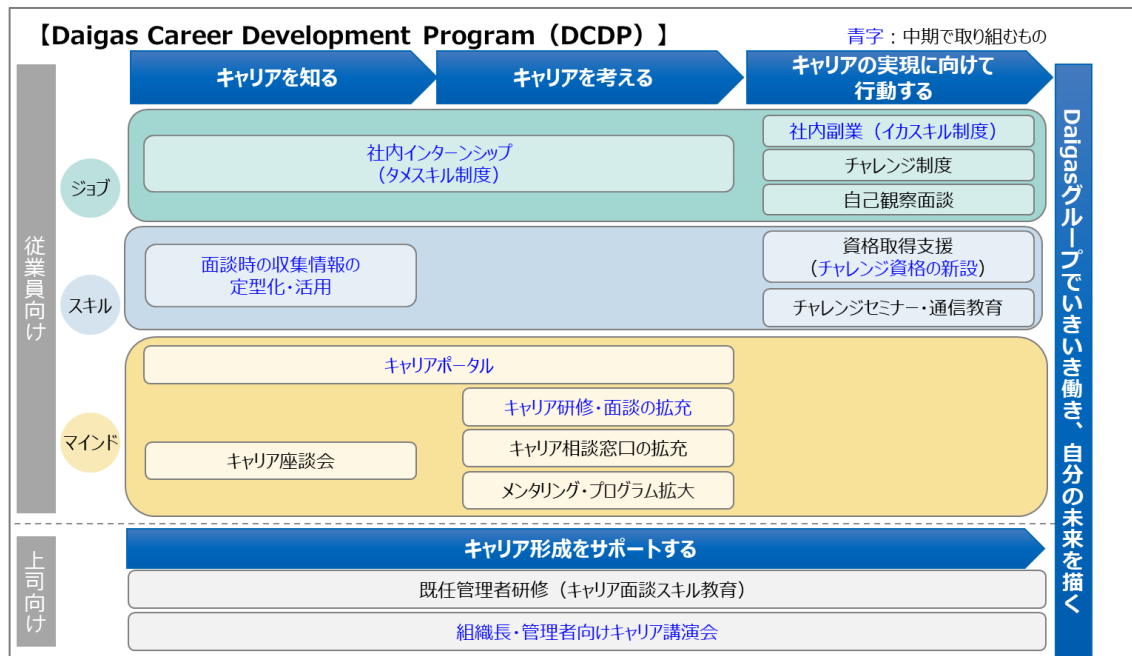 【Daigas Career Development Program（DCDP）】
青字：中期で取り組むもの
キャリアを知る
キャリアを考える
キャリアの実現に向けて
行動する
従業員向け
ジョブ
社内インターンシップ
（タメスキル制度）
社内副業（イカスキル制度）
チャレンジ制度
自己観察面談
スキル
面談時の収集情報の
定型化・活用
資格取得支援
（チャレンジ資格の新設）
チャレンジセミナー・通信教育
マインド
キャリアポータル
キャリア研修・面談の拡充
キャリア座談会
キャリア相談窓口の拡充
メンタリング・プログラム拡大
上司向け
キャリア形成をサポートする
既任管理者研修（キャリア面談スキル教育）
組織長・管理者向けキャリア講演会
Daigasグループでいきいき働き、自分の未来を描く